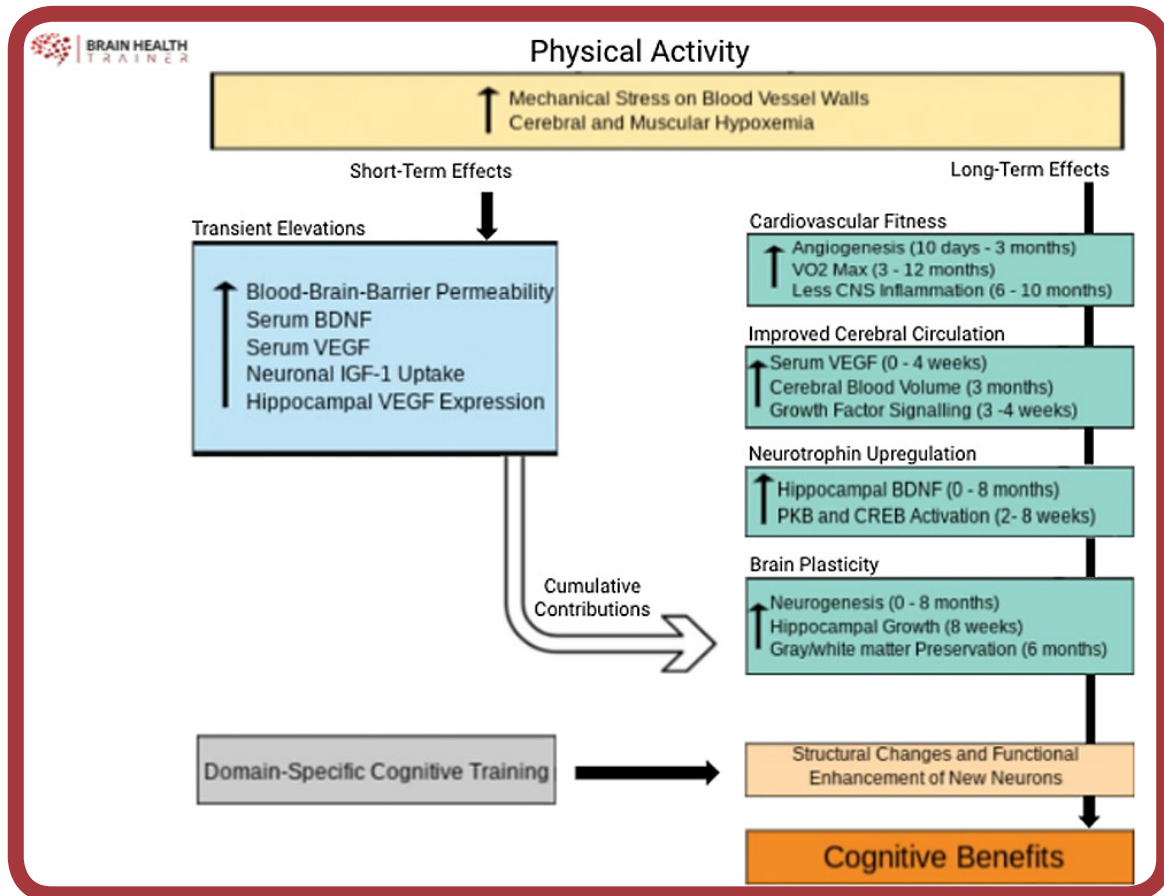 BRAIN HEALTH
TRAINER
Physical Activity
Mechanical Stress on Blood Vessel Walls
Cerebral and Muscular Hypoxemia
Short-Term Effects
Long-Term Effects
Transient Elevations
Blood-Brain-Barrier Permeability
Serum BDNF
Serum VEGF
Neuronal IGF-1 Uptake
Hippocampal VEGF Expression
Cardiovascular Fitness
Angiogenesis (10 days - 3 months)
VO2 Max (3 - 12 months)
Less CNS Inflammation (6 - 10 months)
Improved Cerebral Circulation
Serum VEGF (0 - 4 weeks)
Cerebral Blood Volume (3 months)
Growth Factor Signalling (3 -4 weeks)
Neurotrophin Upregulation
Hippocampal BDNF (0 - 8 months)
PKB and CREB Activation (2- 8 weeks)
Brain Plasticity
Neurogenesis (0 - 8 months)
Hippocampal Growth (8 weeks)
Gray/white matter Preservation (6 months)
Cumulative
Contributions
Domain-Specific Cognitive Training
Structural Changes and Functional
Enhancement of New Neurons
Cognitive Benefits